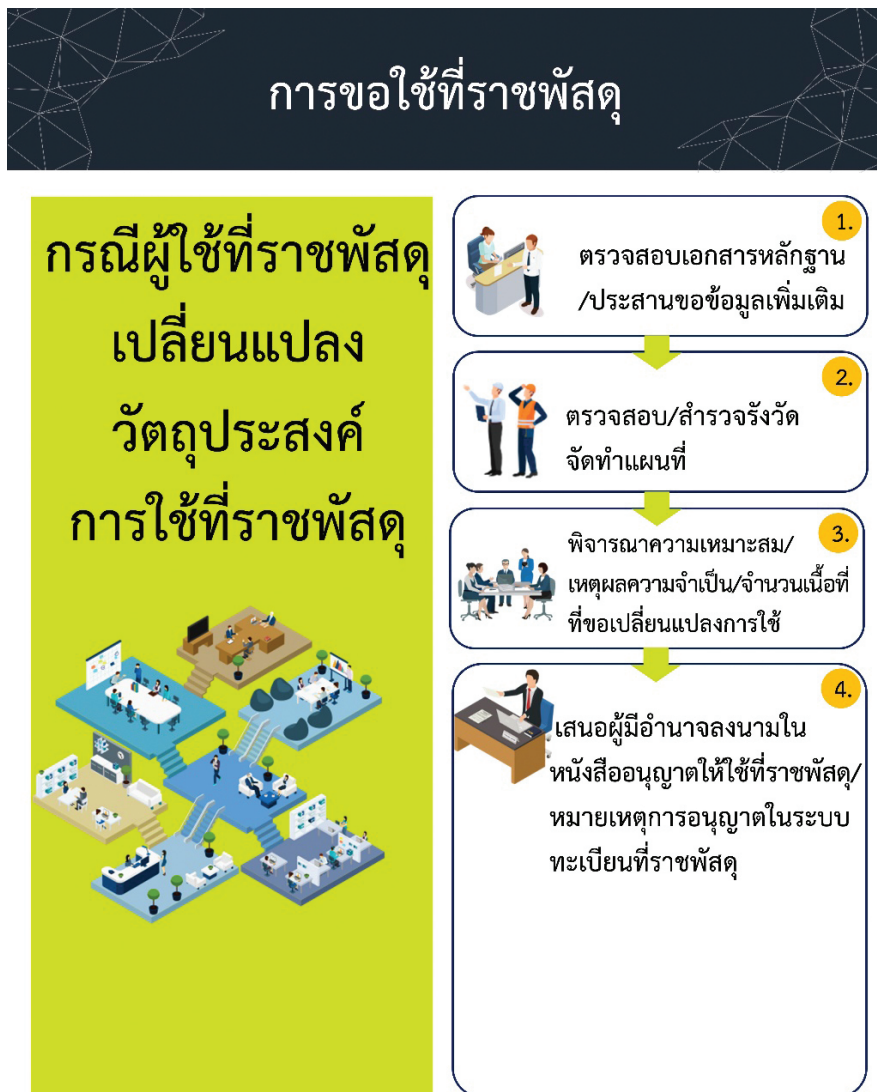 การขอใช้ที่ราชพัสดุ
กรณีผู้ใช้ที่ราชพัสดุ
เปลี่ยนแปลง
วัตถุประสงค์
การใช้ที่ราชพัสดุ
1.
ตรวจสอบเอกสารหลักฐาน
/ประสานขอข้อมูลเพิ่มเติม
2.
ตรวจสอบ/สำรวจรังวัด
จัดทำแผนที่
3.
พิจารณาความเหมาะสม/
เหตุผลความจำเป็น/จำนวนเนื้อที่
ที่ขอเปลี่ยนแปลงการใช้
4.
เสนอผู้มีอำนาจลงนามใน
หนังสืออนุญาตให้ใช้ที่ราชพัสดุ/
หมายเหตุการอนุญาตในระบบ
ทะเบียนที่ราชพัสดุ